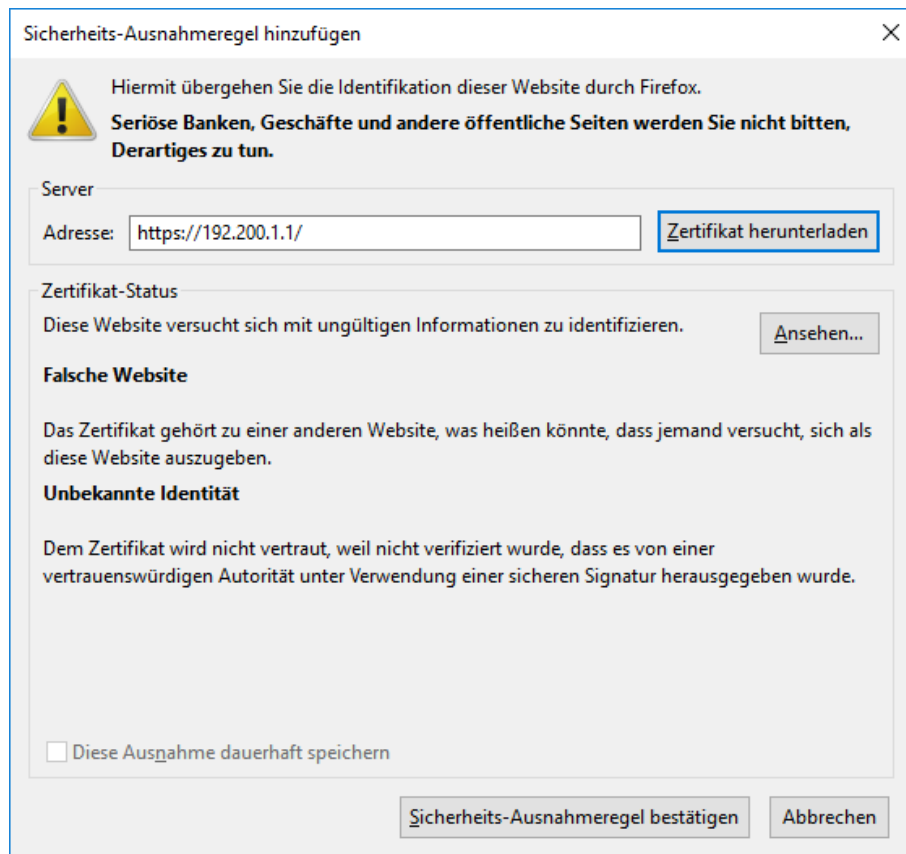 Sicherheits-Ausnahmeregel hinzufügen
Hiermit übergehen Sie die Identifikation dieser Website durch Firefox.
Seriöse Banken, Geschäfte und andere öffentliche Seiten werden Sie nicht bitten,
Derartiges zu tun.
Server
Adresse: https://192.200.1.1/ Zertifikat herunterladen
Zertifikat-Status
Diese Website versucht sich mit ungültigen Informationen zu identifizieren.
Ansehen...
Falsche Website
Das Zertifikat gehört zu einer anderen Website, was heißen könnte, dass jemand versucht, sich als
diese Website auszugeben.
Unbekannte Identität
Dem Zertifikat wird nicht vertraut, weil nicht verifiziert wurde, dass es von einer
vertrauenswürdigen Autorität unter Verwendung einer sicheren Signatur herausgegeben wurde.
Diese Ausnahme dauerhaft speichern
Sicherheits-Ausnahmeregel bestätigen Abbrechen